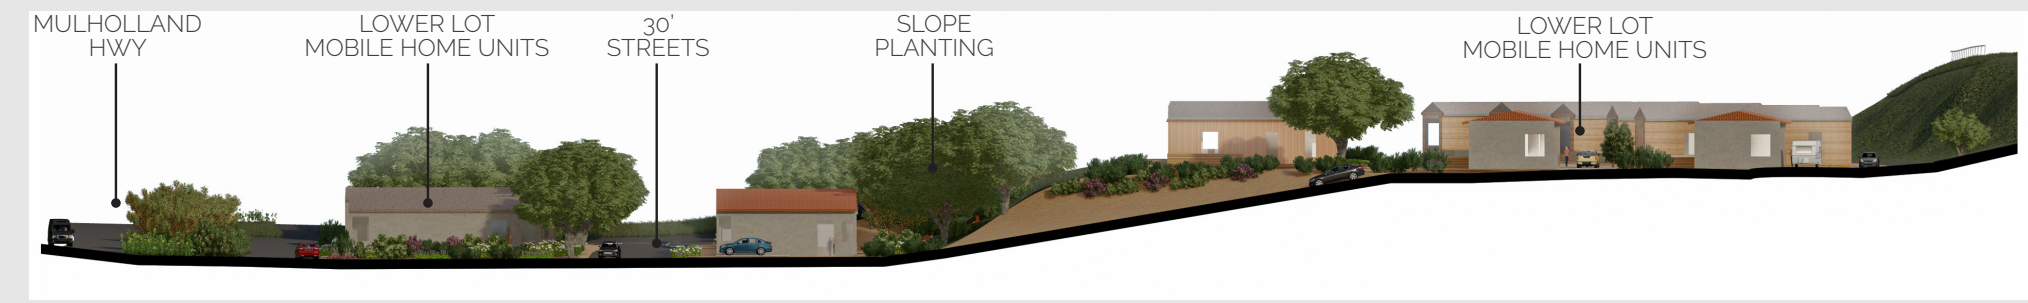 MULHOLLAND
HWY
LOWER LOT
MOBILE HOME UNITS
30'
STREETS
SLOPE
PLANTING
LOWER LOT
MOBILE HOME UNITS